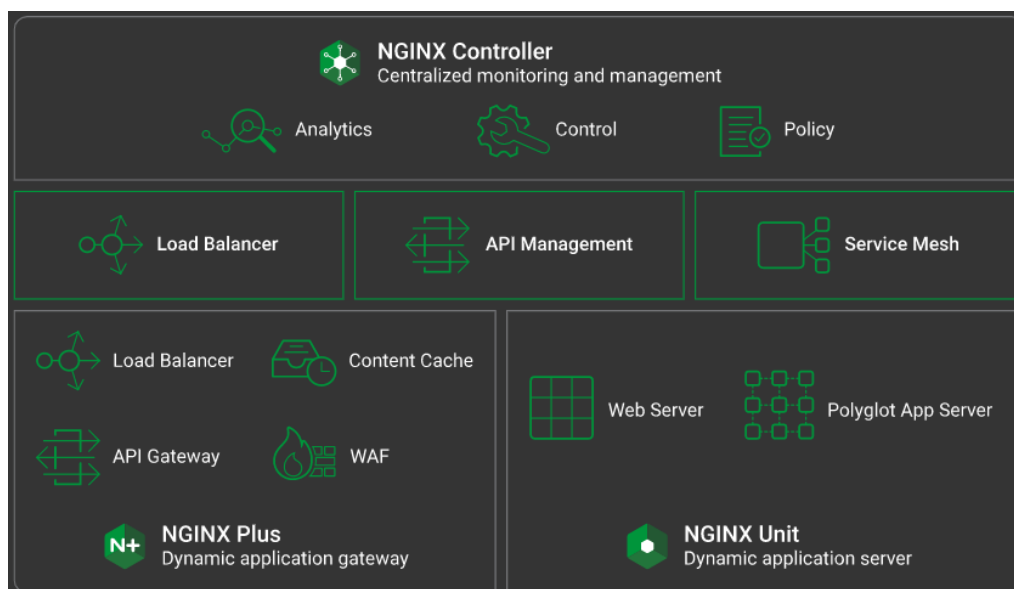 NGINX Controller
Centralized monitoring and management
Analytics
Control
Policy
Load Balancer
API Management
Service Mesh
Load Balancer
Content Cache
API Gateway
WAF
Web Server
Polyglot App Server
N+
NGINX Plus
Dynamic application gateway
NGINX Unit
Dynamic application server